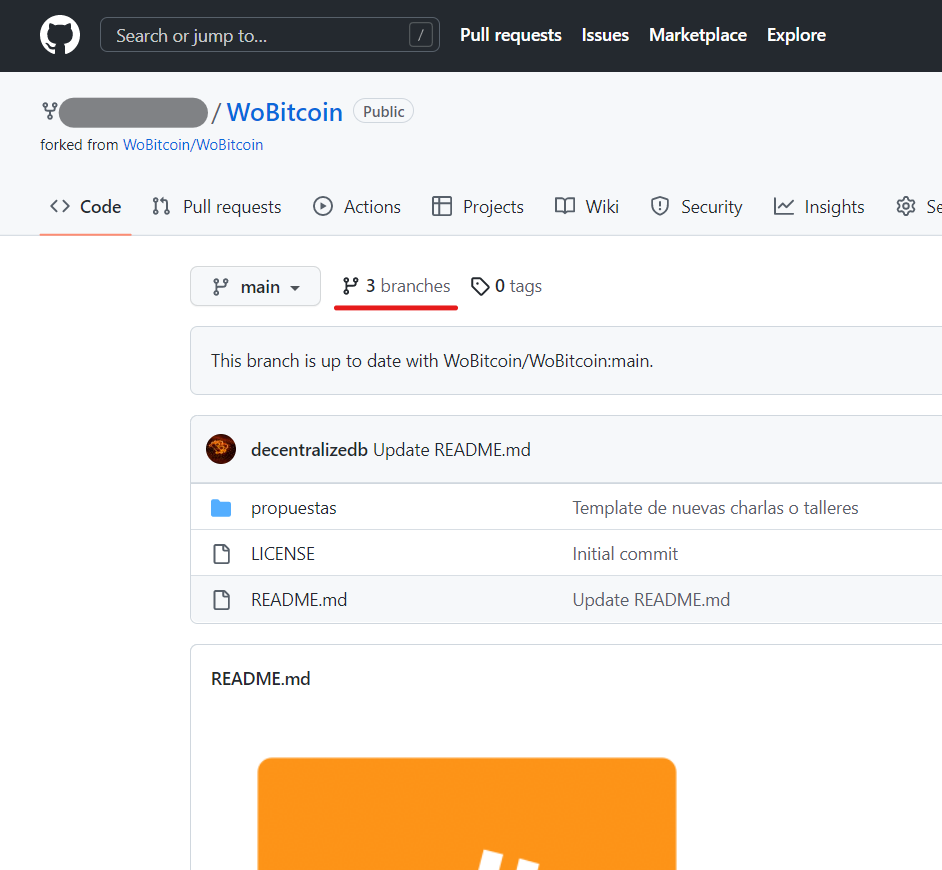 Search or jump to... /
Pull requests Issues Marketplace Explore
/ WoBitcoin Public
forked from WoBitcoin/WoBitcoin
Code Pull requests Actions Projects Wiki Security Insights
main 3 branches 0 tags
This branch is up to date with WoBitcoin/WoBitcoin:main.
decentralizedb Update README.md
propuestas Template de nuevas charlas o talleres
LICENSE Initial commit
README.md Update README.md
README.md